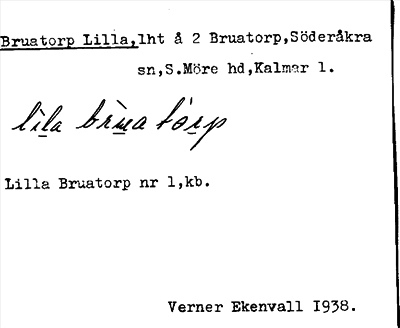 Bruatorp Lilla,lht å 2 Bruatorp,Söderåkra
sn,S.Möre hd,Kalmar l.
lila brua torp
Lilla Bruatorp nr 1,kb.
Verner Ekenvall 1938.